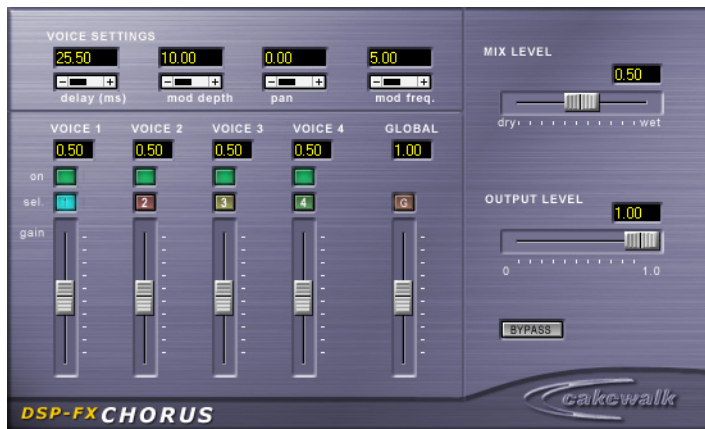 VOICE SETTINGS
25.50 10.00 0.00 5.00
- + - + - + - +
delay (ms) mod depth pan mod freq.
VOICE 1 VOICE 2 VOICE 3 VOICE 4 GLOBAL
0.50 0.50 0.50 0.50 1.00
on
sel. 1 2 3 4 G
gain
MIX LEVEL
0.50
dry wet
OUTPUT LEVEL
1.00
0 1.0
BYPASS
DSP-FX CHORUS
cakewalk